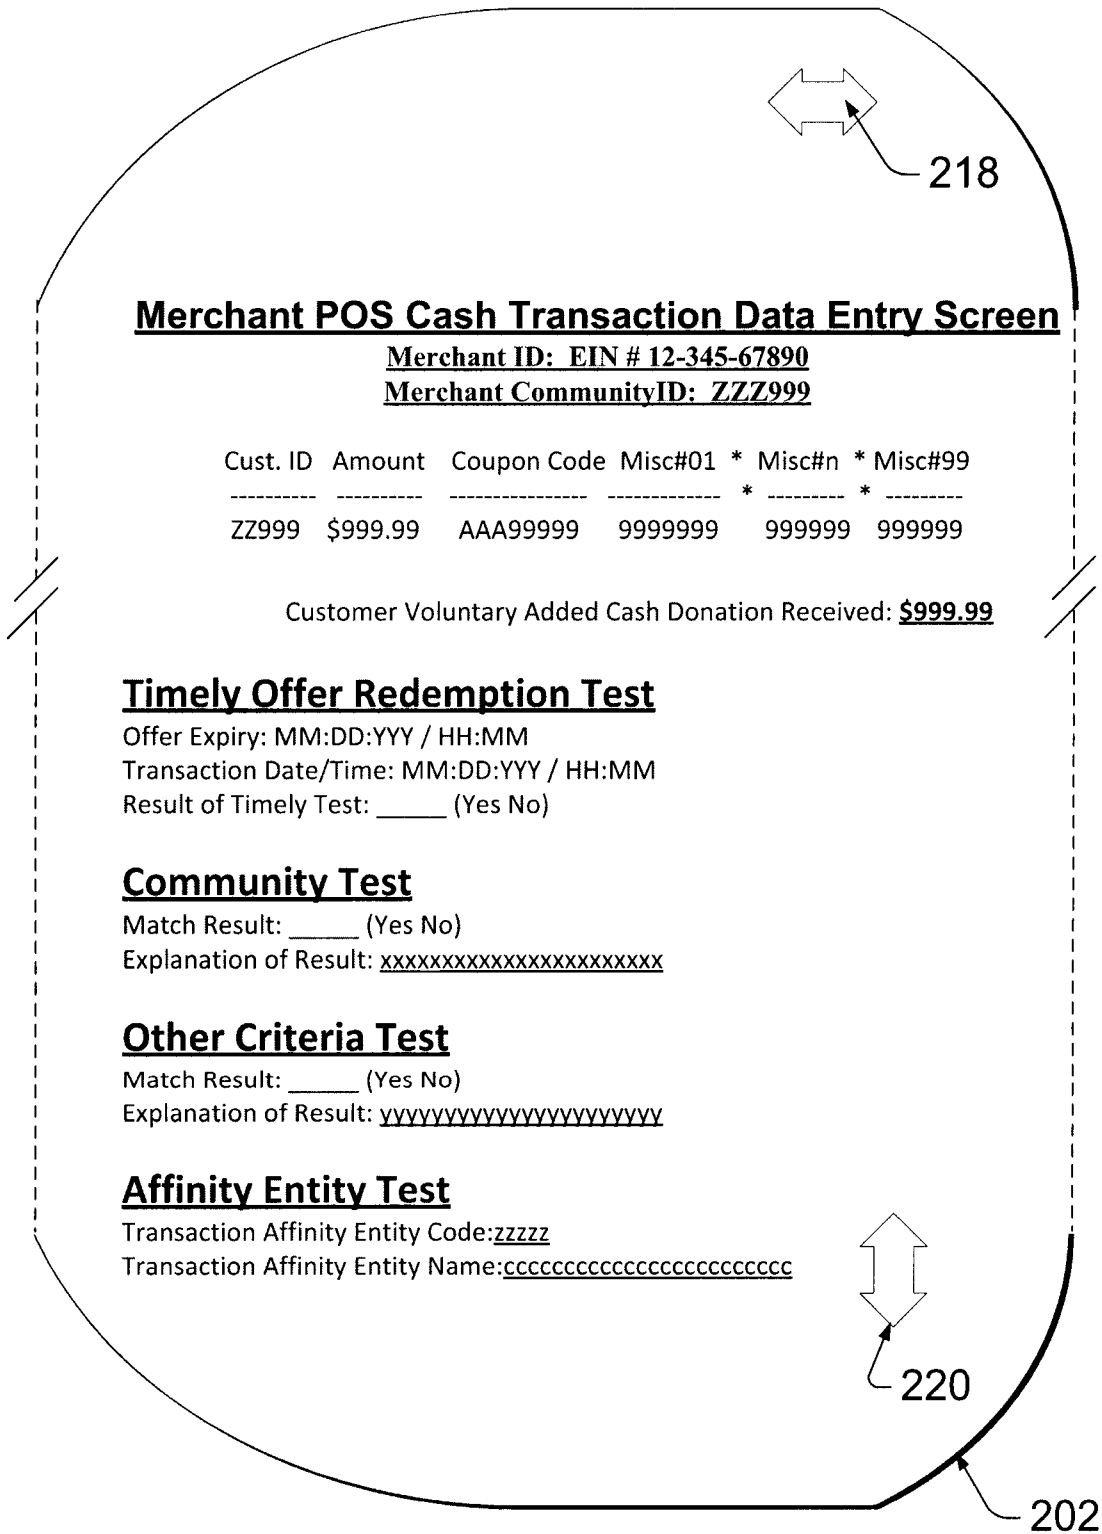 218
Merchant POS Cash Transaction Data Entry Screen
Merchant ID: EIN # 12-345-67890
Merchant CommunityID: ZZZ999
Cust. ID Amount Coupon Code Misc#01 * Misc#n * Misc#99
---------- ---------- ---------------- ------------- * --------- * ---------
ZZ999 $999.99 AAA99999 9999999 999999 999999
Customer Voluntary Added Cash Donation Received: $999.99
Timely Offer Redemption Test
Offer Expiry: MM:DD:YYY / HH:MM
Transaction Date/Time: MM:DD:YYY / HH:MM
Result of Timely Test: _____ (Yes No)
Community Test
Match Result: _____ (Yes No)
Explanation of Result: xxxxxxxxxxxxxxxxxxxxxxx
Other Criteria Test
Match Result: _____ (Yes No)
Explanation of Result: yyyyyyyyyyyyyyyyyyyyyy
Affinity Entity Test
Transaction Affinity Entity Code:zzzzz
Transaction Affinity Entity Name:cccccccccccccccccccccccc
220
202